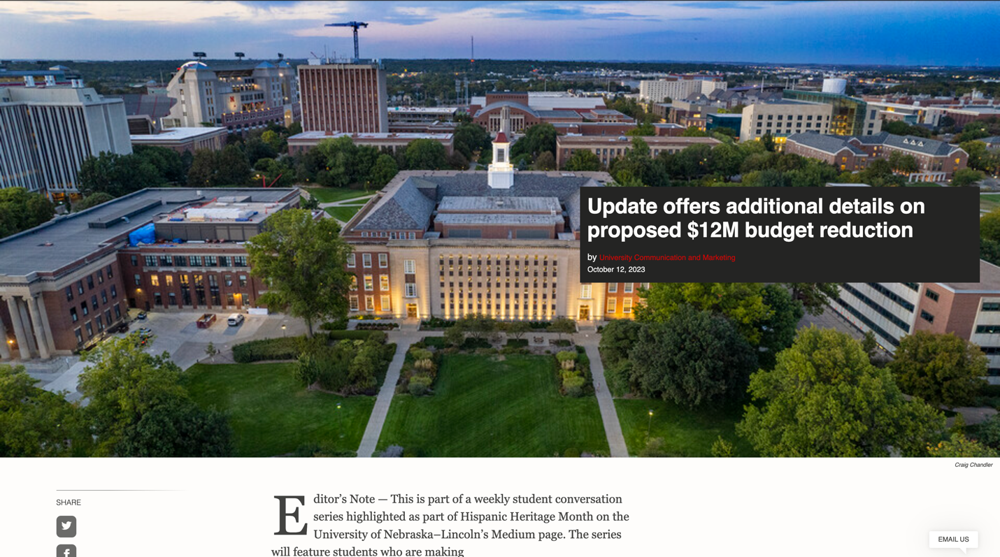 Update offers additional details on
proposed $12M budget reduction
by University Communication and Marketing
October 12, 2023
Craig Chandler
SHARE
Editor’s Note — This is part of a weekly student conversation
series highlighted as part of Hispanic Heritage Month on the
University of Nebraska–Lincoln’s Medium page. The series
will feature students who are making
EMAIL US